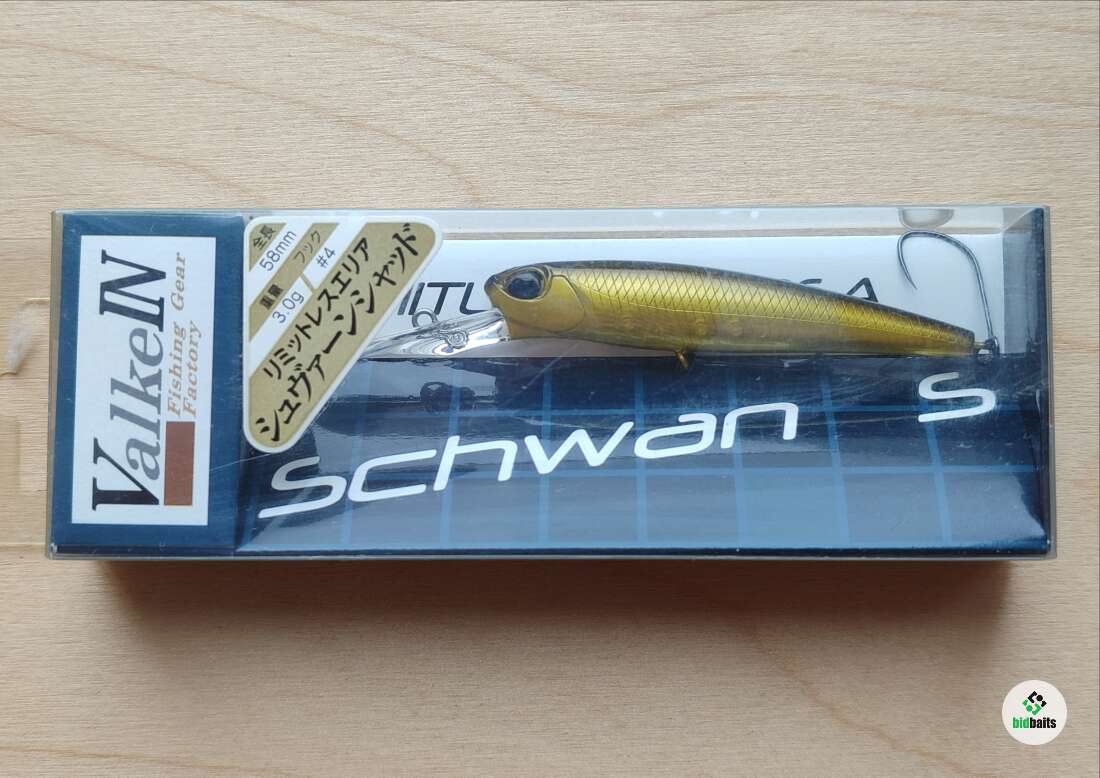 ValkeIN
Fishing Gear
Factory
全長
58mm
フック
#4
重量
3.0g
リミットレスエリア
シュヴァーンシャッド
Schwan S
bidbaits